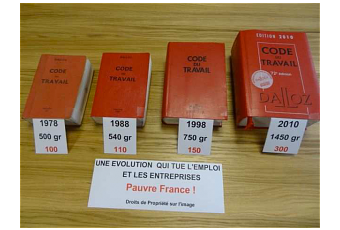 CODE
DU
TRAVAIL
CODE
DU
TRAVAIL
CODE
DU
TRAVAIL
EDITION 2010
CODE
DU
TRAVAIL
DALLOZ
1978
500 gr
100
1988
540 gr
110
1998
750 gr
150
2010
1450 gr
300
UNE EVOLUTION QUI TUE L'EMPLOI
ET LES ENTREPRISES
Pauvre France !
Droits de Propriété sur l'image